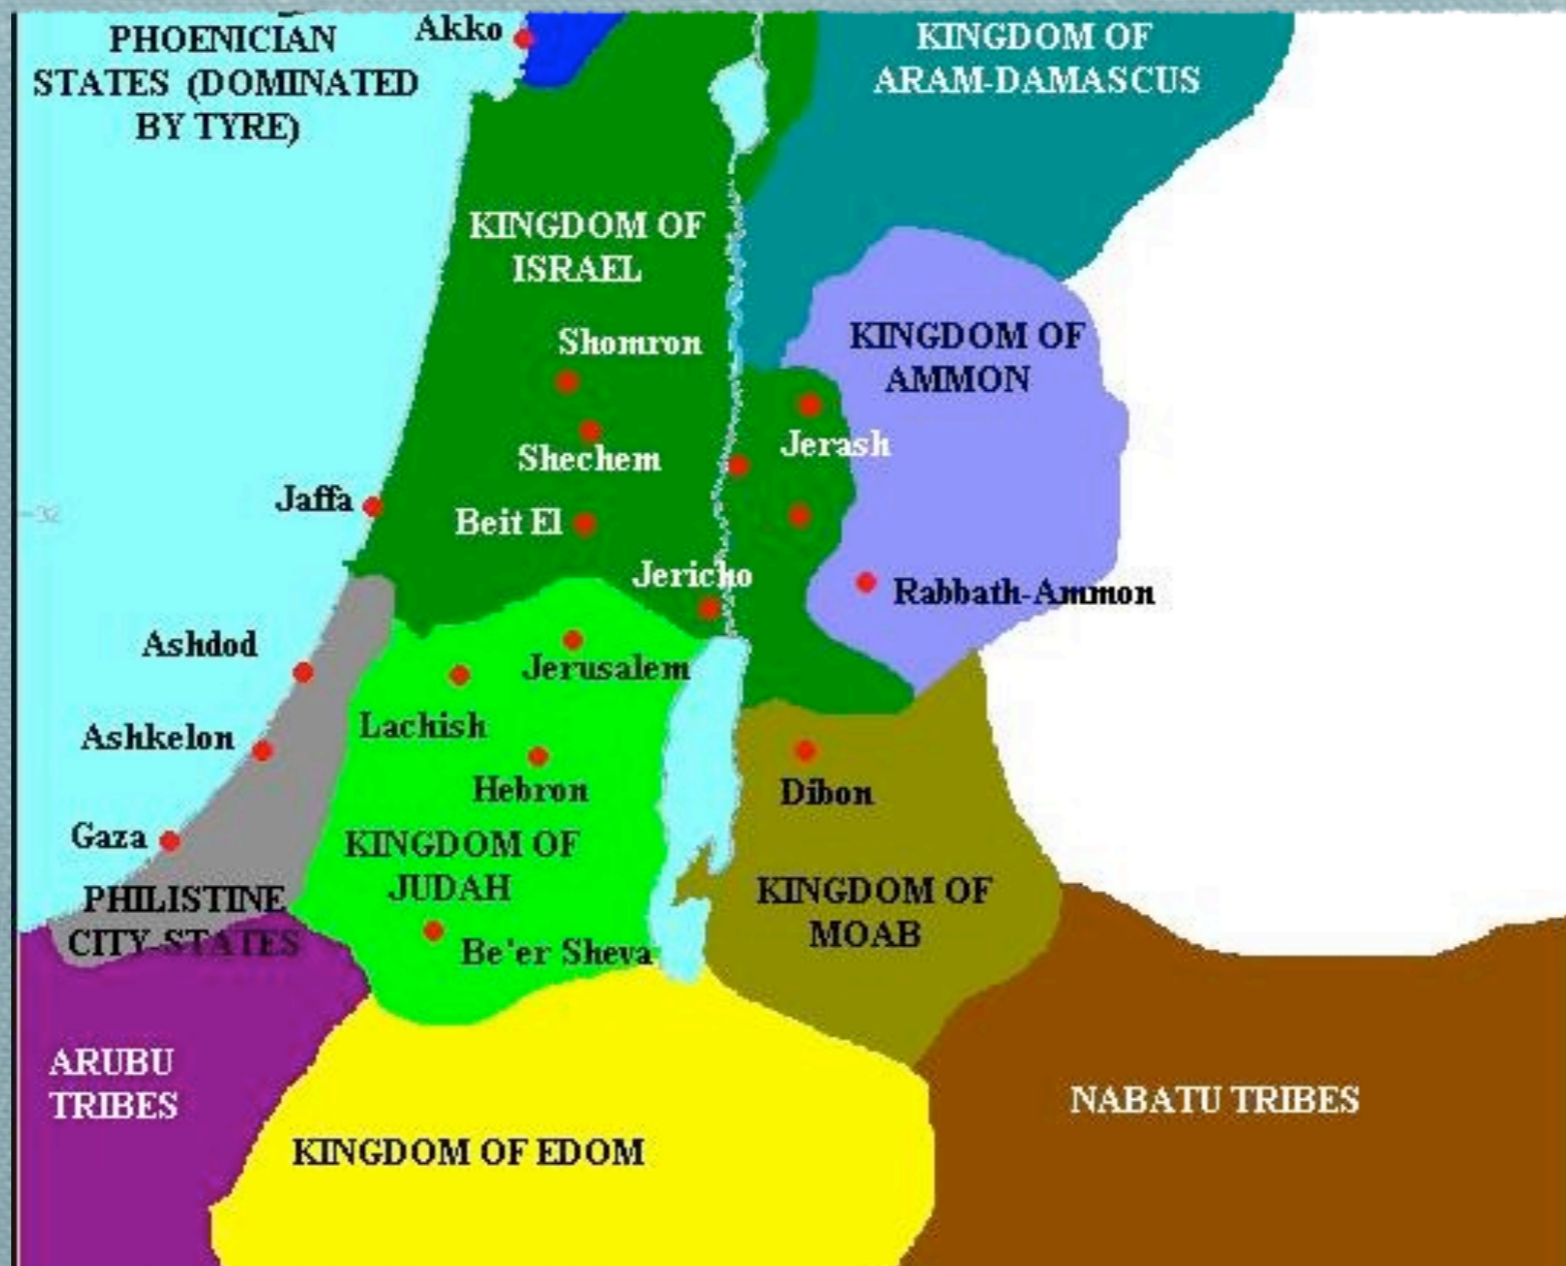 Akko
PHOENICIAN
STATES (DOMINATED
BY TYRE)
KINGDOM OF
ARAM-DAMASCUS
KINGDOM OF
ISRAEL
Shomron
KINGDOM OF
AMMON
Shechem
Jerash
Jaffa
32
Beit El
Jericho
Rabbath-Ammon
Ashdod
Jerusalem
Ashkelon
Lachish
Hebron
Dibon
Gaza
KINGDOM OF
JUDAH
PHILISTINE
CITY-STATES
KINGDOM OF
MOAB
Be'er Sheva
ARUBU
TRIBES
NABATU TRIBES
KINGDOM OF EDOM